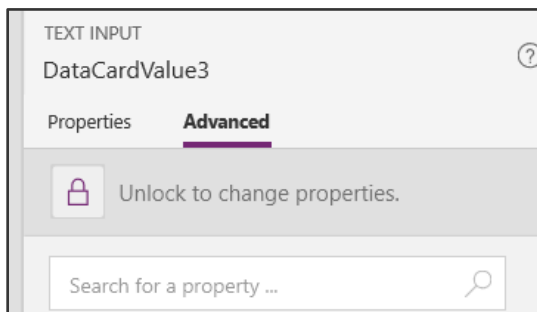 TEXT INPUT
DataCardValue3
Properties Advanced
Unlock to change properties.
Search for a property ...